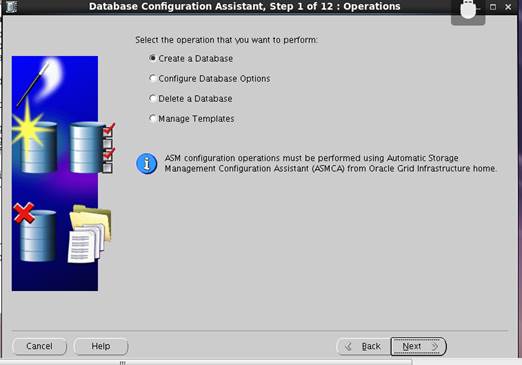 Database Configuration Assistant, Step 1 of 12 : Operations
Select the operation that you want to perform:
Create a Database
Configure Database Options
Delete a Database
Manage Templates
ASM configuration operations must be performed using Automatic Storage
Management Configuration Assistant (ASMCA) from Oracle Grid Infrastructure home.
Cancel
Help
Back
Next